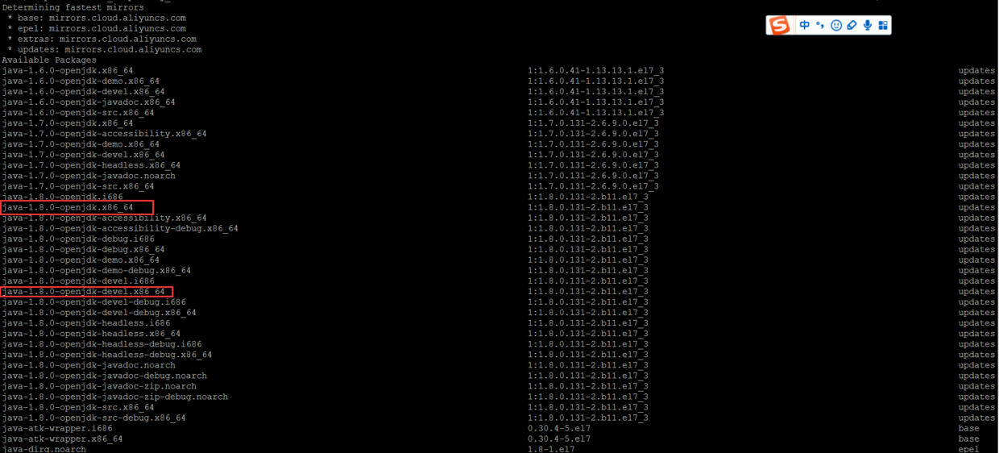 Determining fastest mirrors
* base: mirrors.cloud.aliyuncs.com
* epel: mirrors.cloud.aliyuncs.com
* extras: mirrors.cloud.aliyuncs.com
* updates: mirrors.cloud.aliyuncs.com
S 中
Available Packages
java-1.6.0-openjdk.x86_64 1:1.6.0.41-1.13.13.1.el7_3 updates
java-1.6.0-openjdk-demo.x86_64 1:1.6.0.41-1.13.13.1.el7_3 updates
java-1.6.0-openjdk-devel.x86_64 1:1.6.0.41-1.13.13.1.el7_3 updates
java-1.6.0-openjdk-javadoc.x86_64 1:1.6.0.41-1.13.13.1.el7_3 updates
java-1.6.0-openjdk-src.x86_64 1:1.6.0.41-1.13.13.1.el7_3 updates
java-1.7.0-openjdk.x86_64 1:1.7.0.131-2.6.9.0.el7_3 updates
java-1.7.0-openjdk-accessibility.x86_64 1:1.7.0.131-2.6.9.0.el7_3 updates
java-1.7.0-openjdk-demo.x86_64 1:1.7.0.131-2.6.9.0.el7_3 updates
java-1.7.0-openjdk-devel.x86_64 1:1.7.0.131-2.6.9.0.el7_3 updates
java-1.7.0-openjdk-headless.x86_64 1:1.7.0.131-2.6.9.0.el7_3 updates
java-1.7.0-openjdk-javadoc.noarch 1:1.7.0.131-2.6.9.0.el7_3 updates
java-1.7.0-openjdk-src.x86_64 1:1.7.0.131-2.6.9.0.el7_3 updates
java-1.8.0-openjdk.i686 1:1.8.0.131-2.b11.el7_3 updates
java-1.8.0-openjdk.x86_64 1:1.8.0.131-2.b11.el7_3 updates
java-1.8.0-openjdk-accessibility.x86_64 1:1.8.0.131-2.b11.el7_3 updates
java-1.8.0-openjdk-accessibility-debug.x86_64 1:1.8.0.131-2.b11.el7_3 updates
java-1.8.0-openjdk-debug.i686 1:1.8.0.131-2.b11.el7_3 updates
java-1.8.0-openjdk-debug.x86_64 1:1.8.0.131-2.b11.el7_3 updates
java-1.8.0-openjdk-demo.x86_64 1:1.8.0.131-2.b11.el7_3 updates
java-1.8.0-openjdk-demo-debug.x86_64 1:1.8.0.131-2.b11.el7_3 updates
java-1.8.0-openjdk-devel.i686 1:1.8.0.131-2.b11.el7_3 updates
java-1.8.0-openjdk-devel.x86_64 1:1.8.0.131-2.b11.el7_3 updates
java-1.8.0-openjdk-devel-debug.i686 1:1.8.0.131-2.b11.el7_3 updates
java-1.8.0-openjdk-devel-debug.x86_64 1:1.8.0.131-2.b11.el7_3 updates
java-1.8.0-openjdk-headless.i686 1:1.8.0.131-2.b11.el7_3 updates
java-1.8.0-openjdk-headless.x86_64 1:1.8.0.131-2.b11.el7_3 updates
java-1.8.0-openjdk-headless-debug.i686 1:1.8.0.131-2.b11.el7_3 updates
java-1.8.0-openjdk-headless-debug.x86_64 1:1.8.0.131-2.b11.el7_3 updates
java-1.8.0-openjdk-javadoc.noarch 1:1.8.0.131-2.b11.el7_3 updates
java-1.8.0-openjdk-javadoc-debug.noarch 1:1.8.0.131-2.b11.el7_3 updates
java-1.8.0-openjdk-javadoc-zip.noarch 1:1.8.0.131-2.b11.el7_3 updates
java-1.8.0-openjdk-javadoc-zip-debug.noarch 1:1.8.0.131-2.b11.el7_3 updates
java-1.8.0-openjdk-src.x86_64 1:1.8.0.131-2.b11.el7_3 updates
java-1.8.0-openjdk-src-debug.x86_64 1:1.8.0.131-2.b11.el7_3 updates
java-atk-wrapper.i686 0.30.4-5.el7 base
java-atk-wrapper.x86_64 0.30.4-5.el7 base
java-dirq.noarch 1.8-1.el7 epel